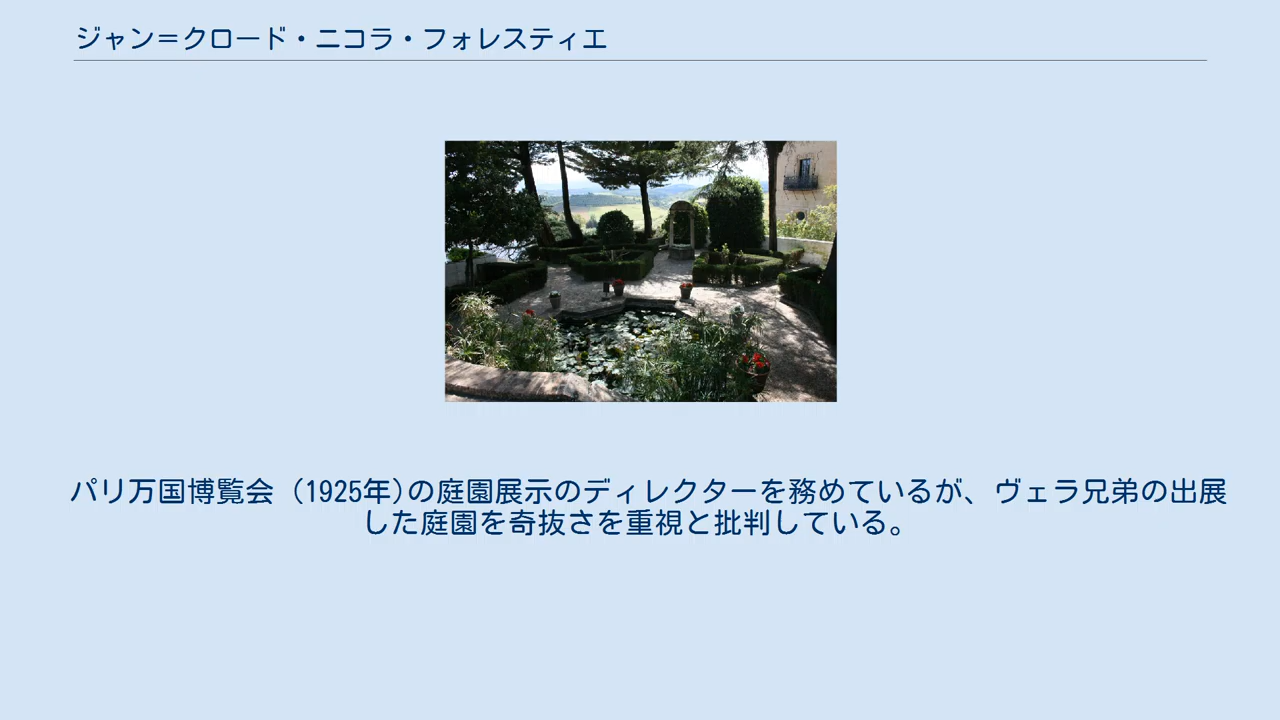 ジャン＝クロード・ニコラ・フォレスティエ
パリ万国博覧会（1925年)の庭園展示のディレクターを務めているが、ヴェラ兄弟の出展
した庭園を奇抜さを重視と批判している。